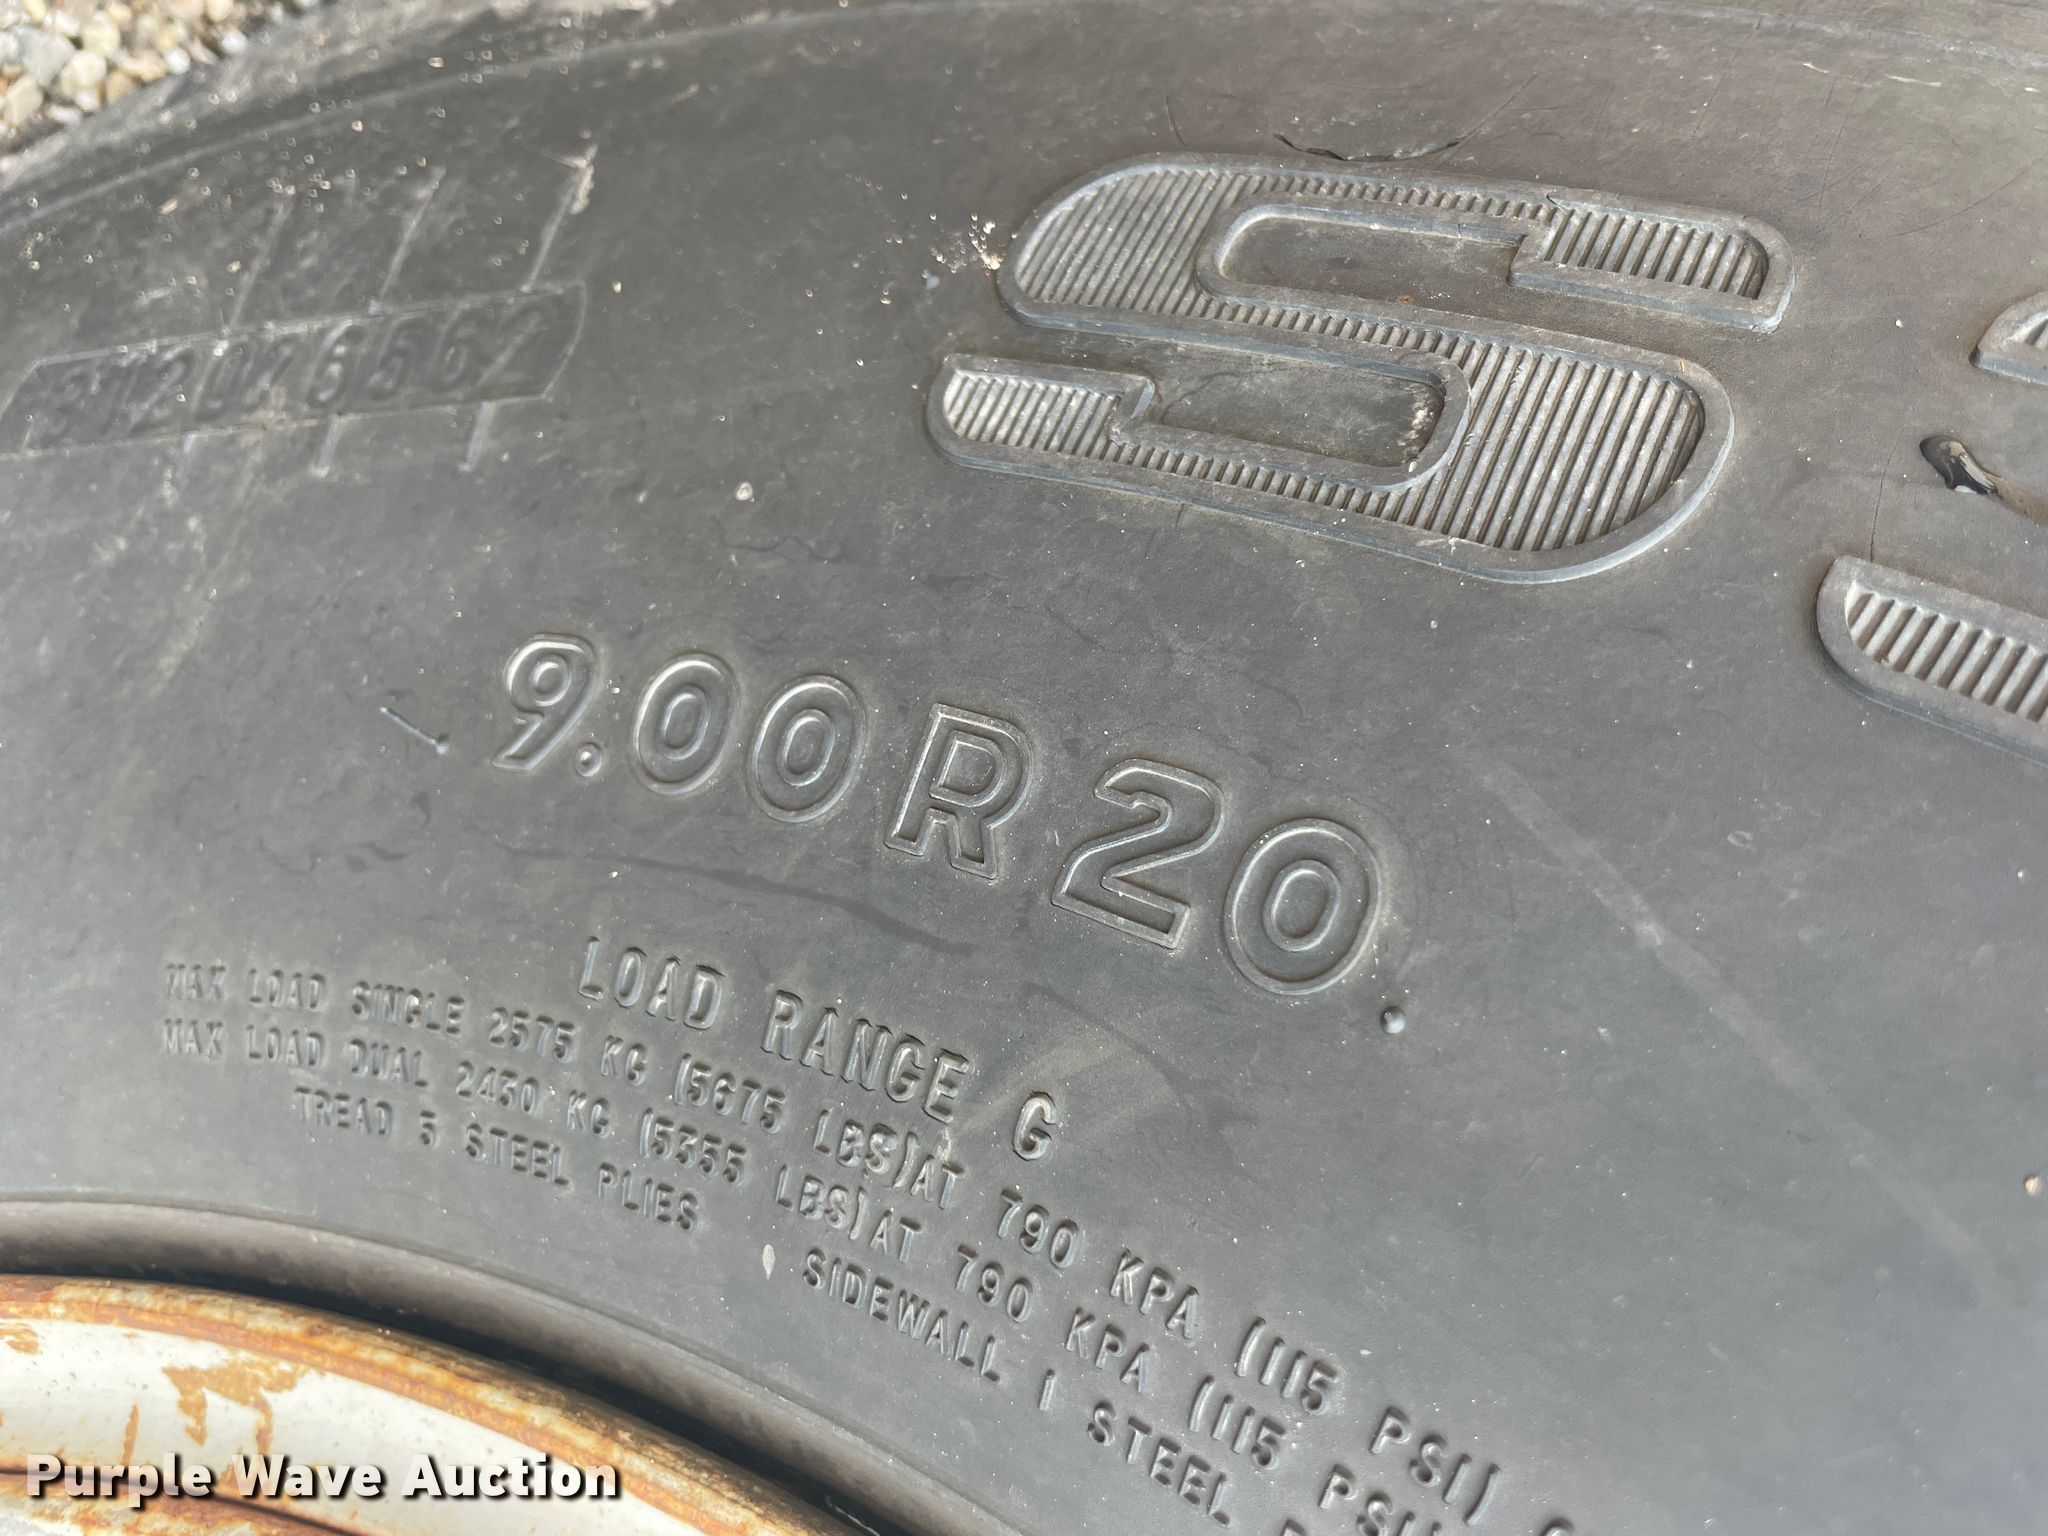 S
9.00R20
LOAD RANGE G
MAX LOAD SINGLE 2575 KG (5675 LBS) AT 790 KPA (115 PSI)
MAX LOAD DUAL 2430 KG (5355 LBS) AT 790 KPA (115 PSI
TREAD 5 STEEL PLIES SIDEWALL 1 STEEL
Purple Wave Auction